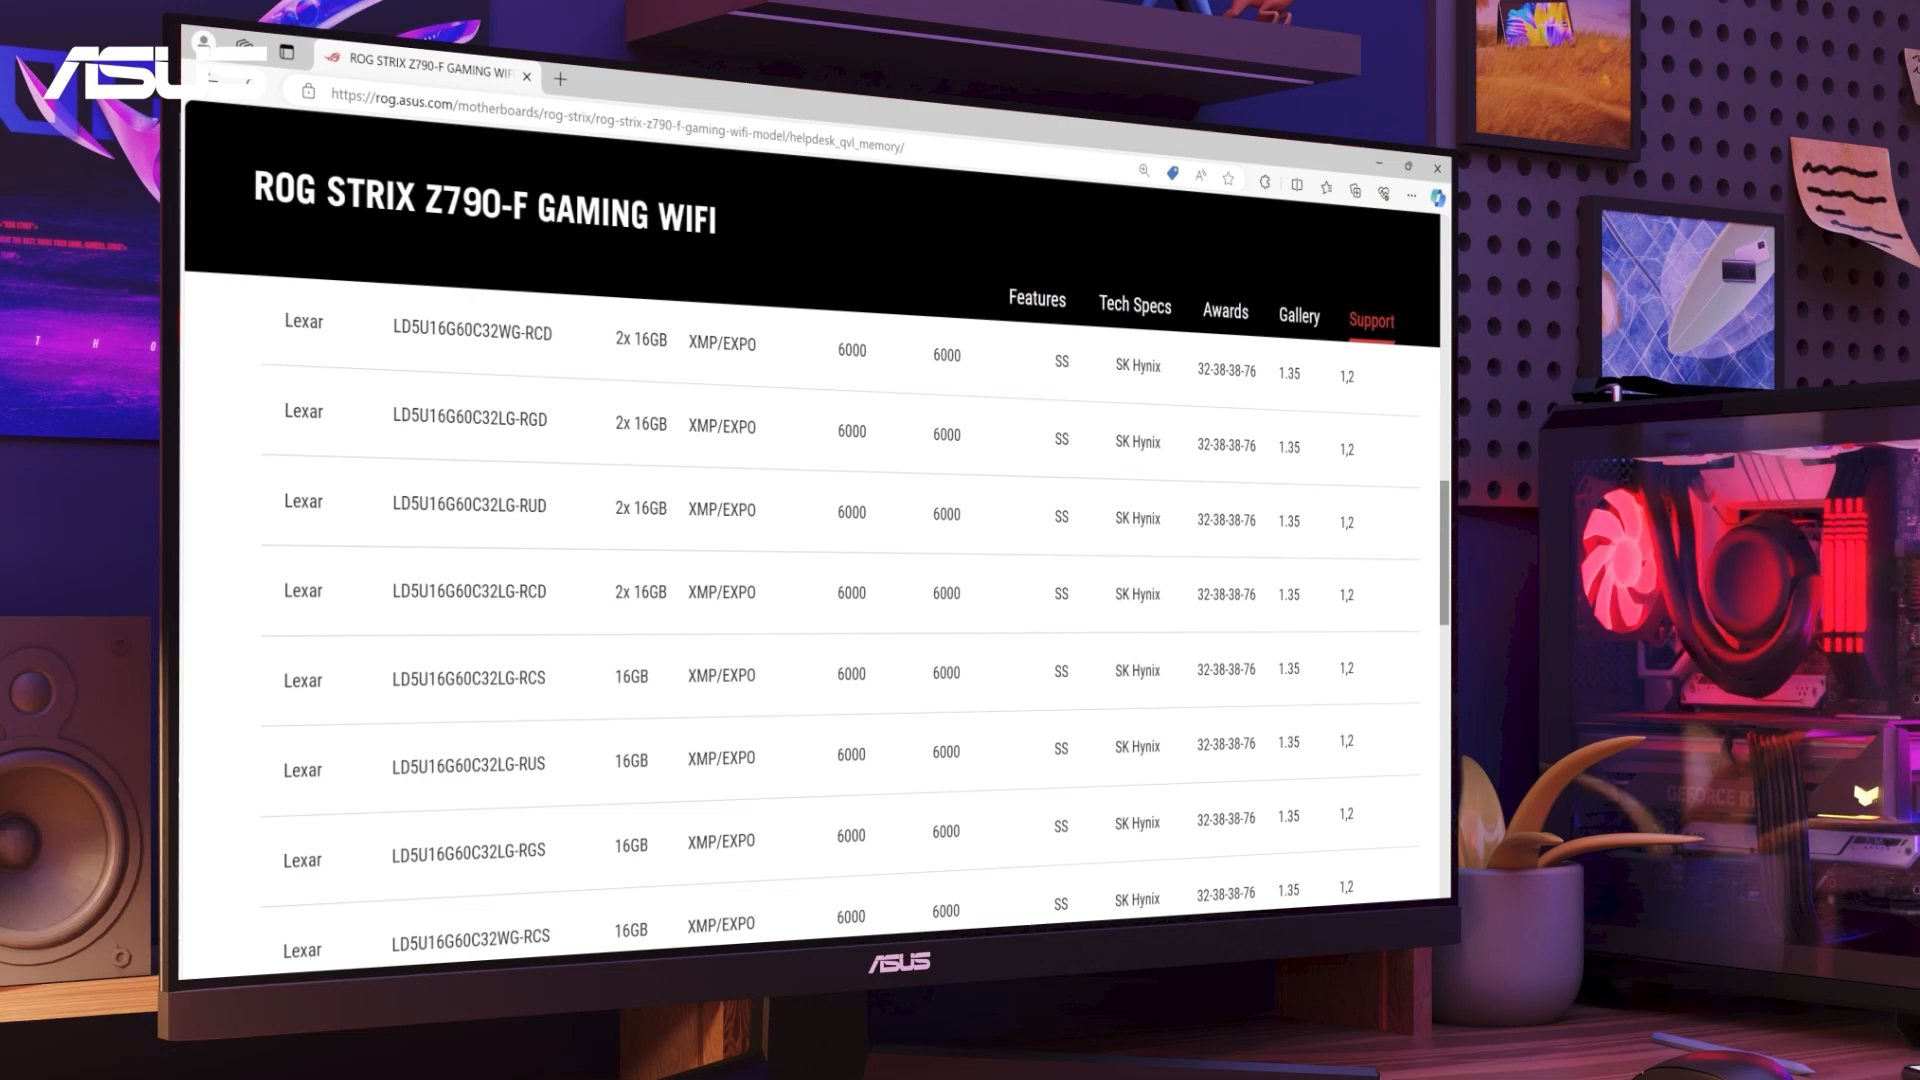 ASUS
ROG STRIX Z790-F GAMING WIFI
https://rog.asus.com/motherboards/rog-strix/rog-strix-z790-f-gaming-wifi-model/helpdesk_qvl_memory/
ROG STRIX Z790-F GAMING WIFI
Features Tech Specs Awards Gallery Support
Lexar LD5U16G60C32WG-RCD 2x 16GB XMP/EXPO 6000 6000 SS SK Hynix 32-38-38-76 1.35 1,2
Lexar LD5U16G60C32LG-RGD 2x 16GB XMP/EXPO 6000 6000 SS SK Hynix 32-38-38-76 1.35 1,2
Lexar LD5U16G60C32LG-RUD 2x 16GB XMP/EXPO 6000 6000 SS SK Hynix 32-38-38-76 1.35 1,2
Lexar LD5U16G60C32LG-RCD 2x 16GB XMP/EXPO 6000 6000 SS SK Hynix 32-38-38-76 1.35 1,2
Lexar LD5U16G60C32LG-RCS 16GB XMP/EXPO 6000 6000 SS SK Hynix 32-38-38-76 1.35 1,2
Lexar LD5U16G60C32LG-RUS 16GB XMP/EXPO 6000 6000 SS SK Hynix 32-38-38-76 1.35 1,2
Lexar LD5U16G60C32LG-RGS 16GB XMP/EXPO 6000 6000 SS SK Hynix 32-38-38-76 1.35 1,2
Lexar LD5U16G60C32WG-RCS 16GB XMP/EXPO 6000 6000 SS SK Hynix 32-38-38-76 1.35 1,2
ASUS
T H O
GEFORCE